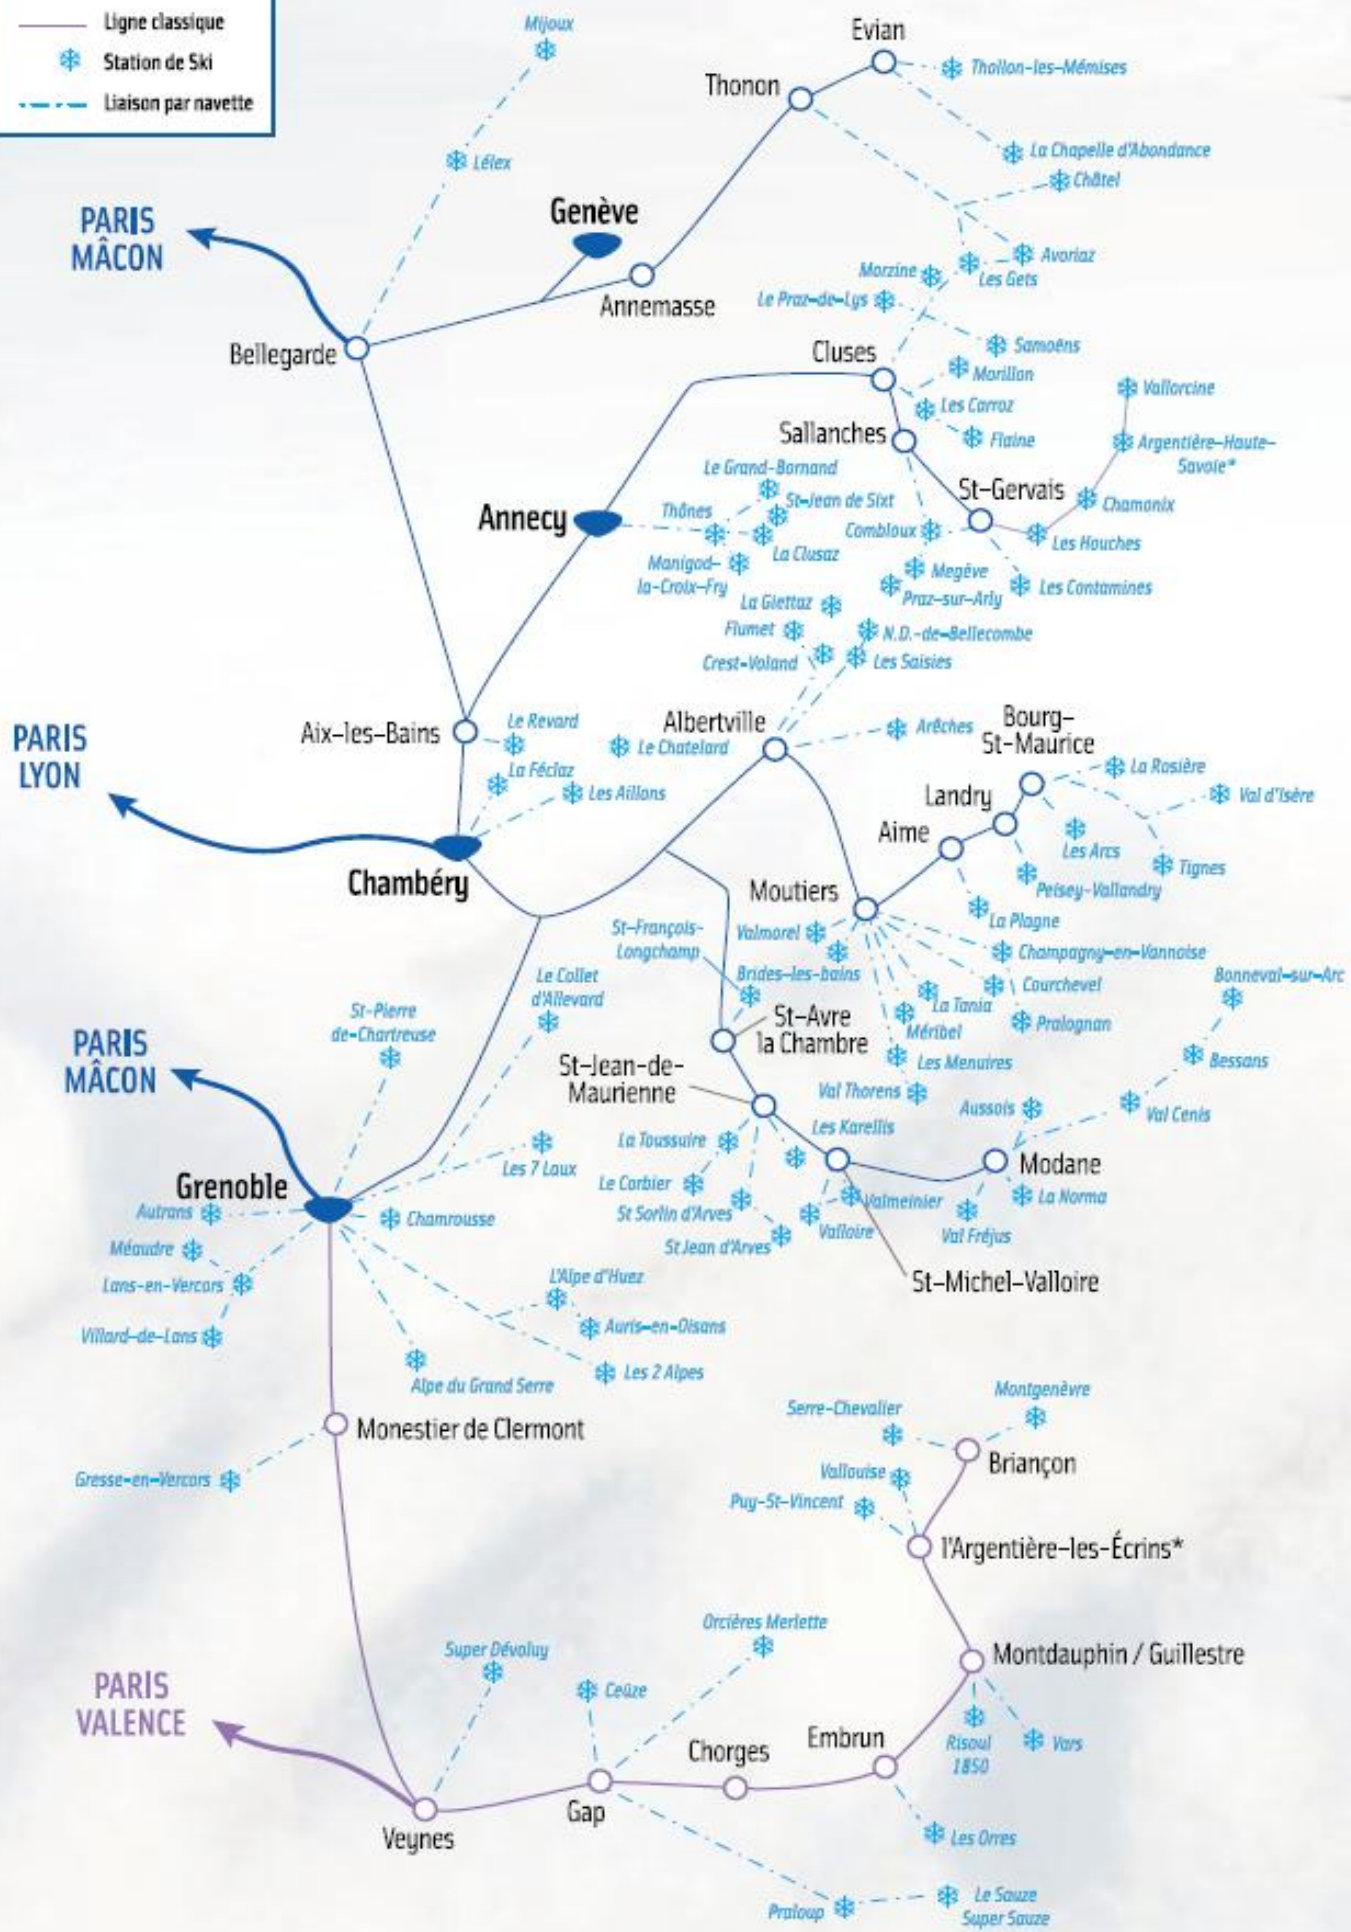 Ligne classique
Station de Ski
Liaison par navette
Mijoux
Evian
Thollon-les-Mémises
Thonon
La Chapelle d'Abondance
Lélex
Châtel
PARIS
MÂCON
Genève
Avoriaz
Morzine
Les Gets
Annemasse
Le Praz-de-Lys
Bellegarde
Cluses
Samoëns
Morillon
Vallorcine
Les Carroz
Sallanches
Flaine
Argentière-Haute-
Savoie*
Le Grand-Bornand
St-Jean de Sixt
St-Gervais
Chamonix
Annecy
Thônes
Combloux
Les Houches
La Clusaz
Manigod-
la-Croix-Fry
Megève
Les Contamines
Praz-sur-Arly
La Giettaz
Flumet
N.D.-de-Bellecombe
Crest-Voland
Les Saisies
Aix-les-Bains
Le Revard
Albertville
Arêches
Bourg-
St-Maurice
PARIS
LYON
Le Chatelard
La Féclaz
Les Aillons
La Rosière
Val d'Isère
Landry
Aime
Les Arcs
Tignes
Chambéry
Moutiers
Peisey-Vallandry
La Plagne
St-François-
Longchamp
Valmorel
Champagny-en-Vannoise
Brides-les-bains
Courchevel
Bonneval-sur-Arc
Le Collet
d'Allevard
La Tania
Méribel
Pralognan
St-Pierre
de-Chartreuse
St-Avre
la Chambre
Les Menuires
Bessans
PARIS
MÂCON
St-Jean-de-
Maurienne
Val Thorens
Aussois
Val Cenis
Les Karellis
La Toussuire
Les 7 Laux
Modane
Grenoble
Le Corbier
La Norma
Valmeinier
Autrans
Chamrousse
St Sorlin d'Arves
Valloire
Val Fréjus
Méaudre
St Jean d'Arves
Lans-en-Vercors
L'Alpe d'Huez
St-Michel-Valloire
Villard-de-Lans
Auris-en-Oisans
Les 2 Alpes
Alpe du Grand Serre
Montgenèvre
Serre-Chevalier
Monestier de Clermont
Briançon
Gresse-en-Vercors
Vallouise
Puy-St-Vincent
l'Argentière-les-Écrins*
Orcières Merlette
Super Dévoluy
Montdauphin / Guillestre
PARIS
VALENCE
Ceüze
Embrun
Risoul
1850
Vars
Chorges
Gap
Veynes
Les Orres
Praloup
Le Sauze
Super Sauze